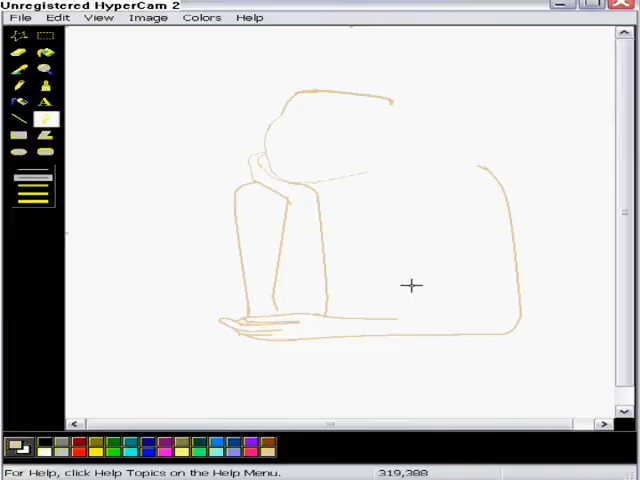 Unregistered HyperCam 2
File Edit View Image Colors Help
A
For Help, click Help Topics on the Help Menu.
319,388